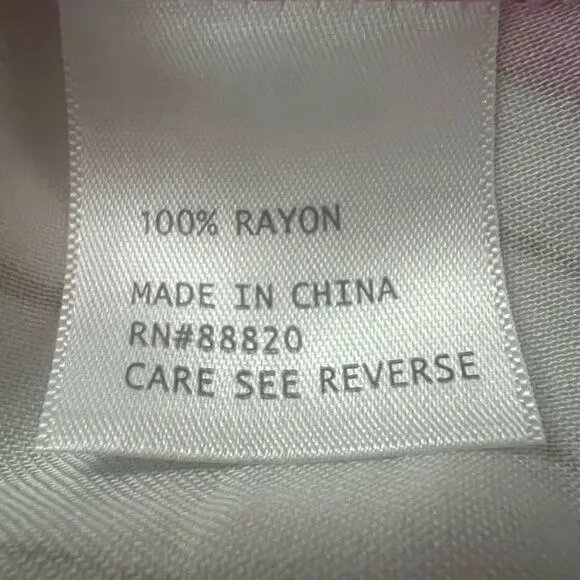 100% RAYON
MADE IN CHINA
RN#88820
CARE SEE REVERSE